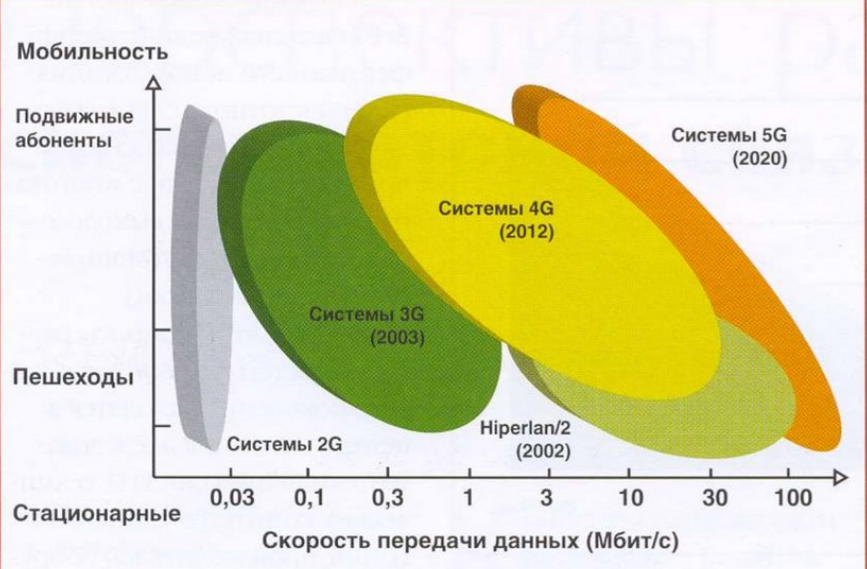 Мобильность
Подвижные
абоненты
Системы 5G
(2020)
Системы 4G
(2012)
Системы 3G
(2003)
Пешеходы
Hiperlan/2
(2002)
Системы 2G
0,03 0,1 0,3 1 3 10 30 100
Стационарные
Скорость передачи данных (Мбит/с)